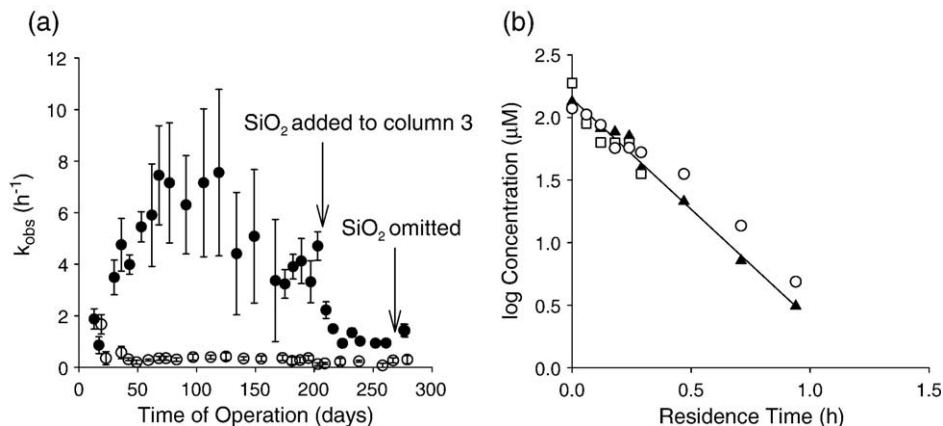 (a)
12
10
8
6
4
2
0
k_obs (h⁻¹)
SiO₂ added to column 3
SiO₂ omitted
0 50 100 150 200 250 300
Time of Operation (days)
(b)
2.5
2.0
1.5
1.0
0.5
0.0
log Concentration (μM)
0.0 0.5 1.0 1.5
Residence Time (h)